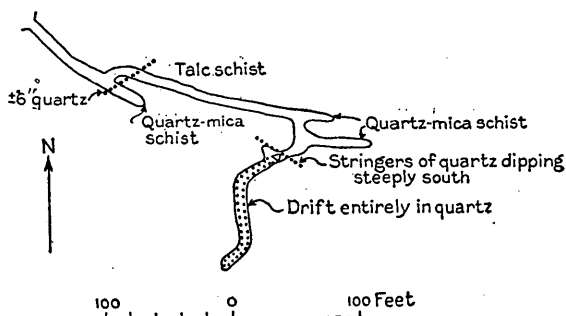 Talc schist
±6" quartz
Quartz-mica
schist
Quartz-mica schist
N
Stringers of quartz dipping
steeply south
Drift entirely in quartz
100 0 100 Feet